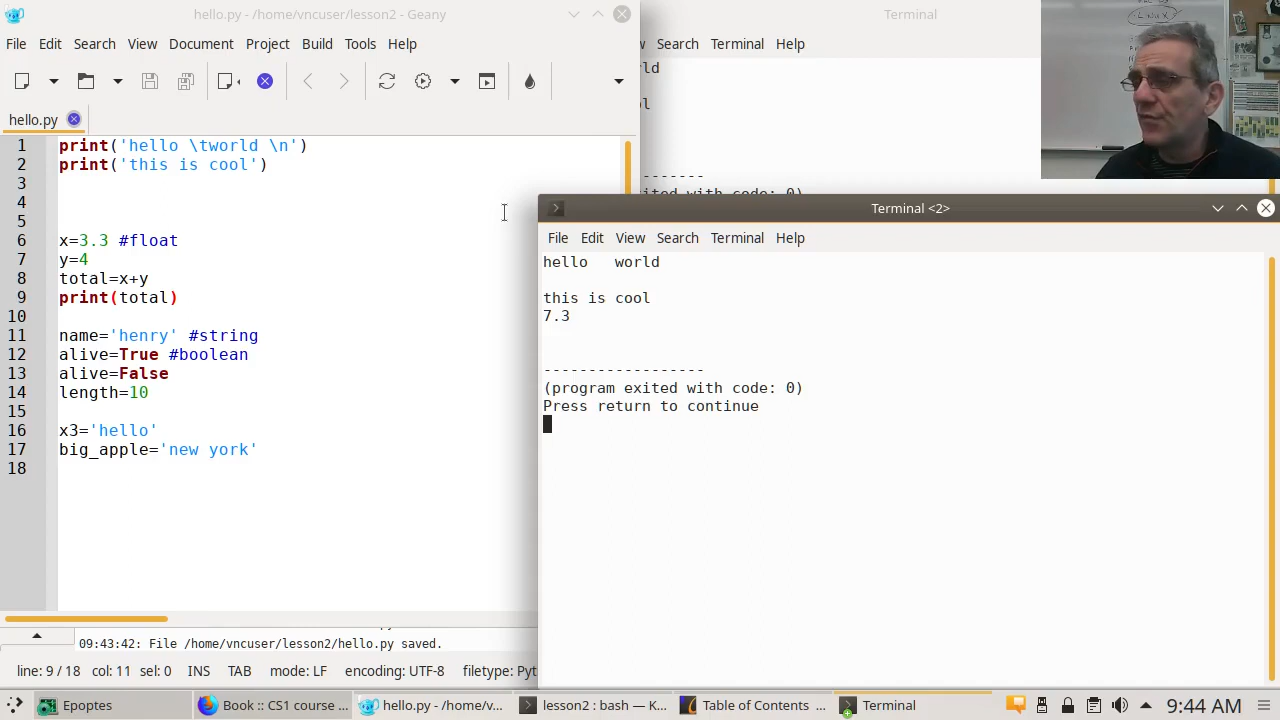 hello.py - /home/vncuser/lesson2 - Geany
File Edit Search View Document Project Build Tools Help
hello.py
1 print('hello \tworld \n')
2 print('this is cool')
3
4
5
6 x=3.3 #float
7 y=4
8 total=x+y
9 print(total)
10
11 name='henry' #string
12 alive=True #boolean
13 alive=False
14 length=10
15
16 x3='hello'
17 big_apple='new york'
18
09:43:42: File /home/vncuser/lesson2/hello.py saved.
line: 9 / 18 col: 11 sel: 0 INS TAB mode: LF encoding: UTF-8 filetype: Pyt
Terminal
w Search Terminal Help
ld
ol
-------
exited with code: 0)
LINUX
Terminal <2>
File Edit View Search Terminal Help
hello world
this is cool
7.3
------------------
(program exited with code: 0)
Press return to continue
Epoptes
Book :: CS1 course ...
hello.py - /home/v...
lesson2 : bash — K...
Table of Contents ...
Terminal
9:44 AM